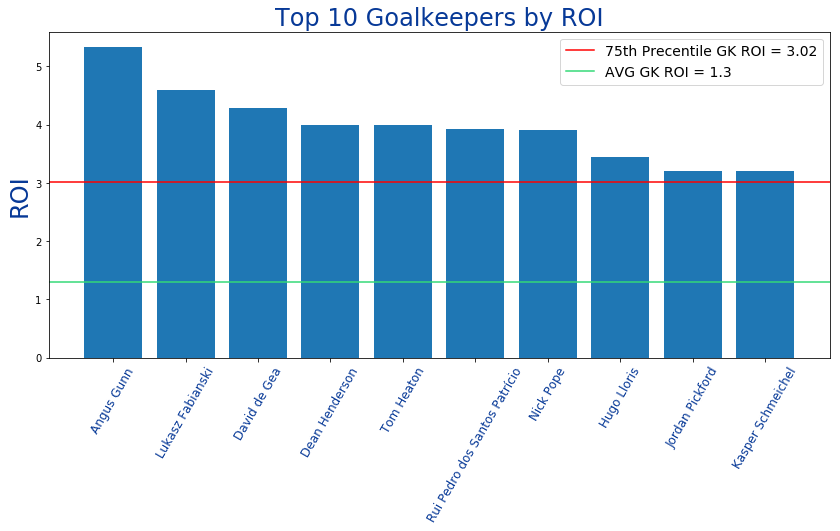 Top 10 Goalkeepers by ROI
75th Precentile GK ROI = 3.02
AVG GK ROI = 1.3
ROI
5
4
3
2
1
0
Angus Gunn
Lukasz Fabianski
David de Gea
Dean Henderson
Tom Heaton
Rui Pedro dos Santos Patrício
Nick Pope
Hugo Lloris
Jordan Pickford
Kasper Schmeichel